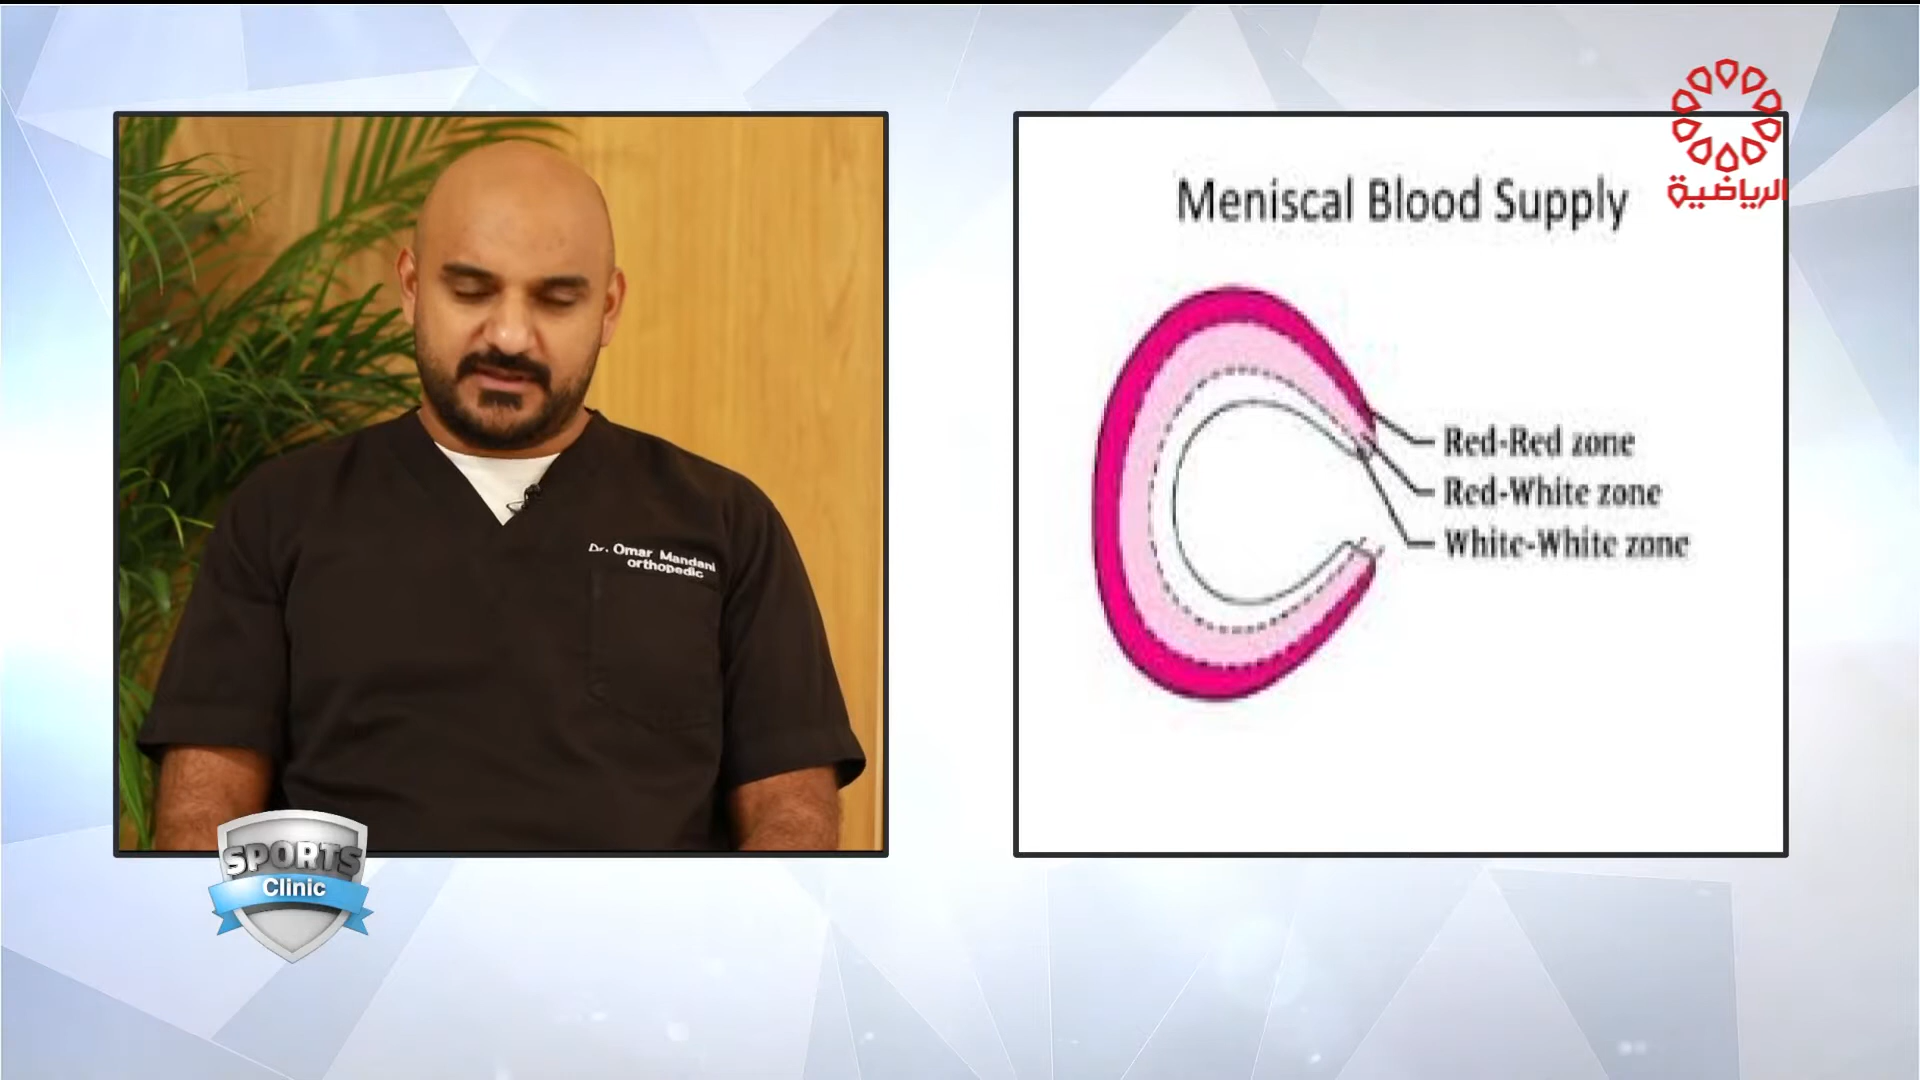 الرياضية
Meniscal Blood Supply
Red-Red zone
Red-White zone
White-White zone
Dr. Omar Mandani
orthopedic
SPORTS
Clinic